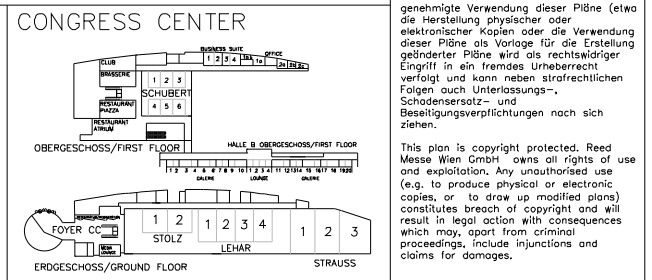 CONGRESS CENTER
BUSINESS SUITE
OFFICE
1 2 3 4 1a 2a 2b 2c
CLUB
BRASSERIE
1 2 3
SCHUBERT
4 5 6
RESTAURANT
PIAZZA
RESTAURANT
ATRIUM
OBERGESCHOSS/FIRST FLOOR
HALLE B OBERGESCHOSS/FIRST FLOOR
1 2 3 4 5 6 7 8 9 10 1 2 3 4 11 12 13 14 15 16 17 18 19 20
GALERIE LOUNGE GALERIE
FOYER CC
MEDIA
LOUNGE
1 2
STOLZ
1 2 3 4
LEHAR
1 2 3
STRAUSS
ERDGESCHOSS/GROUND FLOOR
genehmigte Verwendung dieser Pläne (etwa
die Herstellung physischer oder
elektronischer Kopien oder die Verwendung
dieser Pläne als Vorlage für die Erstellung
geänderter Pläne wird als rechtswidriger
Eingriff in ein fremdes Urheberrecht
verfolgt und kann neben strafrechtlichen
Folgen auch Unterlassungs-,
Schadensersatz- und
Beseitigungsverpflichtungen nach sich
ziehen.
This plan is copyright protected. Reed
Messe Wien GmbH owns all rights of use
and exploitation. Any unauthorised use
(e.g. to produce physical or electronic
copies, or to draw up modified plans)
constitutes breach of copyright and will
result in legal action with consequences
which may, apart from criminal
proceedings, include injunctions and
claims for damages.